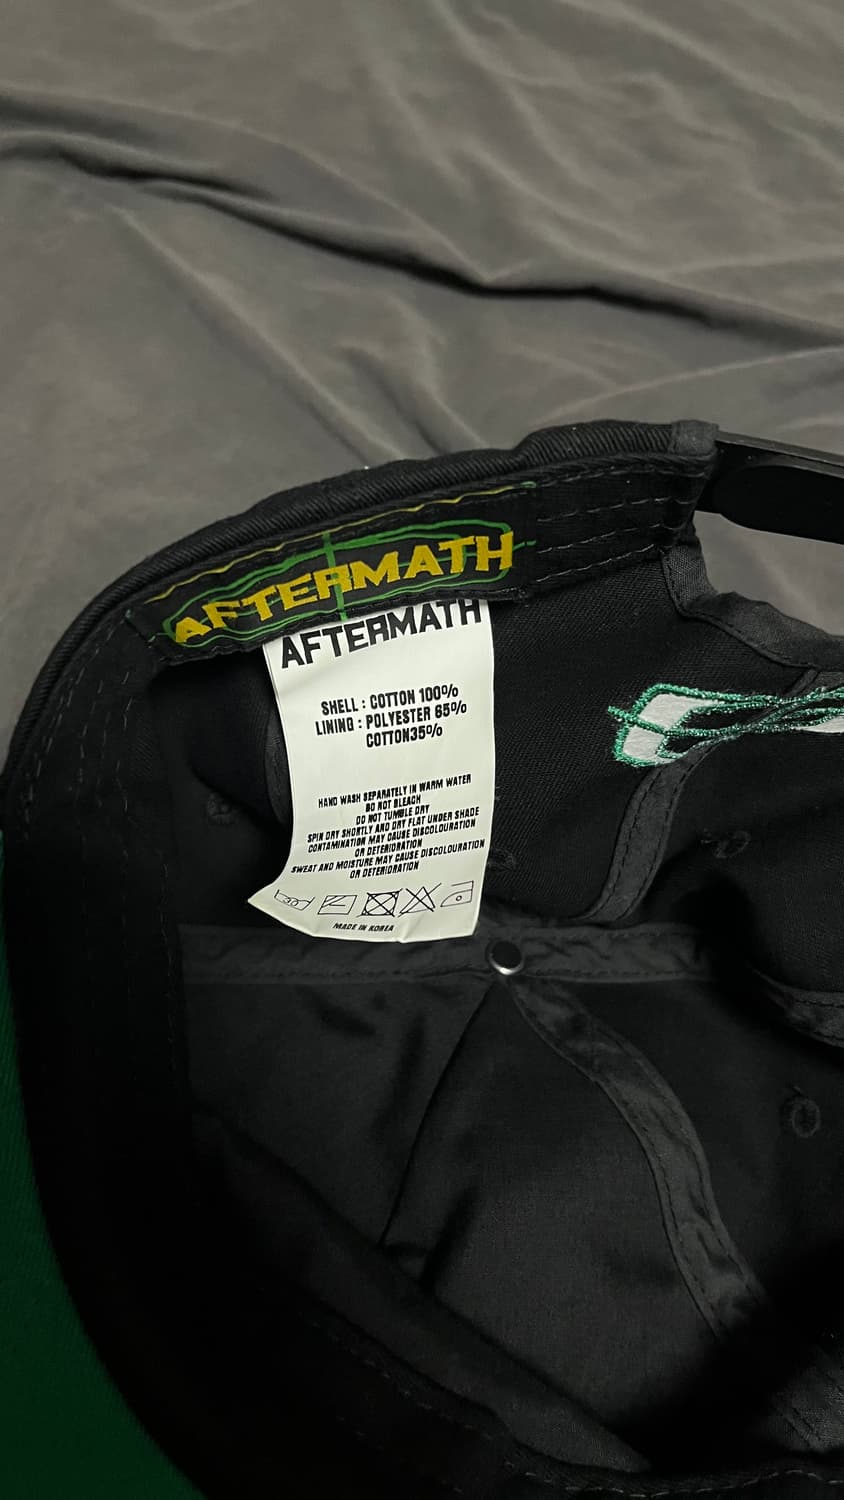 AFTERMATH
AFTERMATH
SHELL : COTTON 100%
LINING : POLYESTER 65%
COTTON35%
HAND WASH SEPARATELY IN WARM WATER
DO NOT BLEACH
DO NOT TUMBLE DRY
SPIN DRY SHORTLY AND DRY FLAT UNDER SHADE
CONTAMINATION MAY CAUSE DISCOLOURATION
OR DETERIORATION
SWEAT AND MOISTURE MAY CAUSE DISCOLOURATION
OR DETERIORATION
MADE IN KOREA